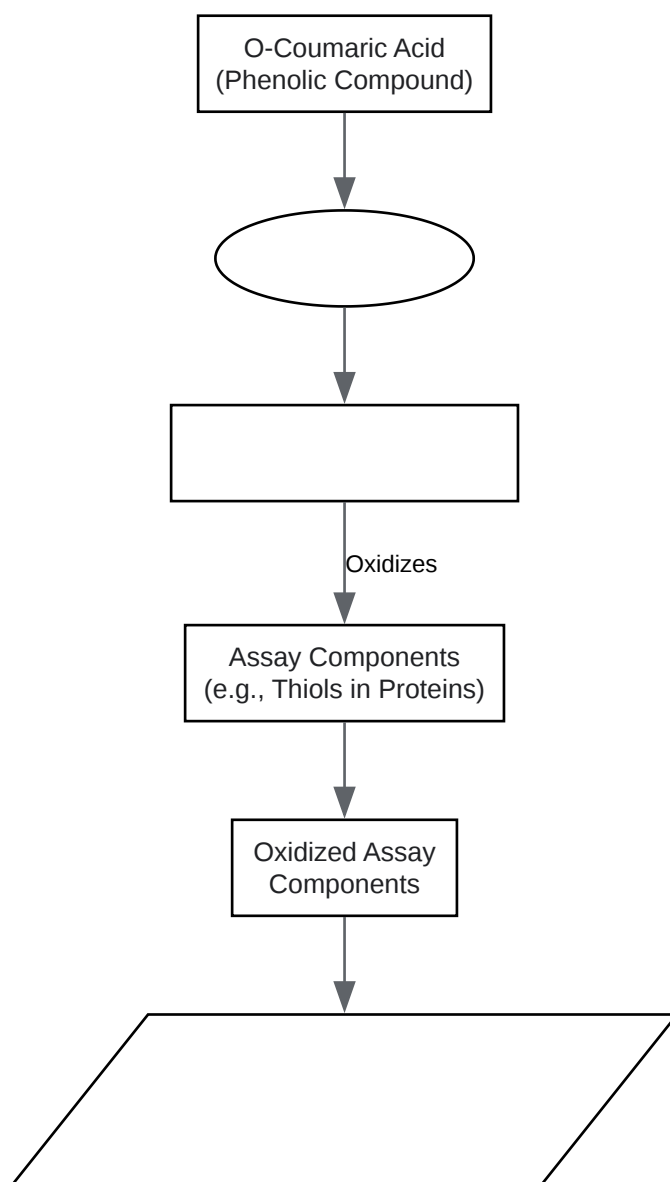 O-Coumaric Acid
(Phenolic Compound)
Oxidizes
Assay Components
(e.g., Thiols in Proteins)
Oxidized Assay
Components